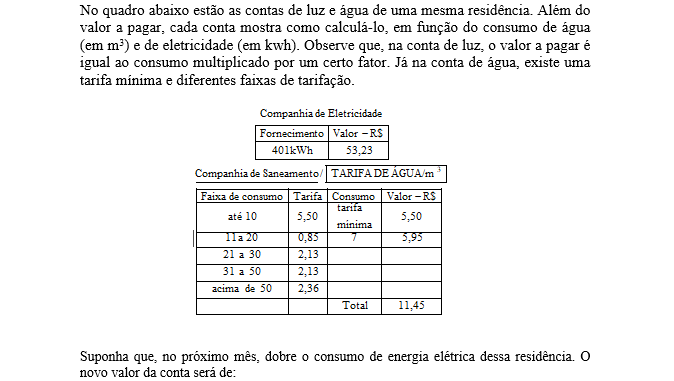 No quadro abaixo estão as contas de luz e água de uma mesma residência. Além do
valor a pagar, cada conta mostra como calculá-lo, em função do consumo de água
(em m³) e de eletricidade (em kwh). Observe que, na conta de luz, o valor a pagar é
igual ao consumo multiplicado por um certo fator. Já na conta de água, existe uma
tarifa mínima e diferentes faixas de tarifação.
Companhia de Eletricidade
Fornecimento Valor – R$
401kWh 53,23
Companhia de Saneamento/ TARIFA DE ÁGUA/m ³
Faixa de consumo Tarifa Consumo Valor – R$
até 10 5,50 tarifa mínima 5,50
11 a 20 0,85 7 5,95
21 a 30 2,13
31 a 50 2,13
acima de 50 2,36
Total 11,45
Suponha que, no próximo mês, dobre o consumo de energia elétrica dessa residência. O
novo valor da conta será de: